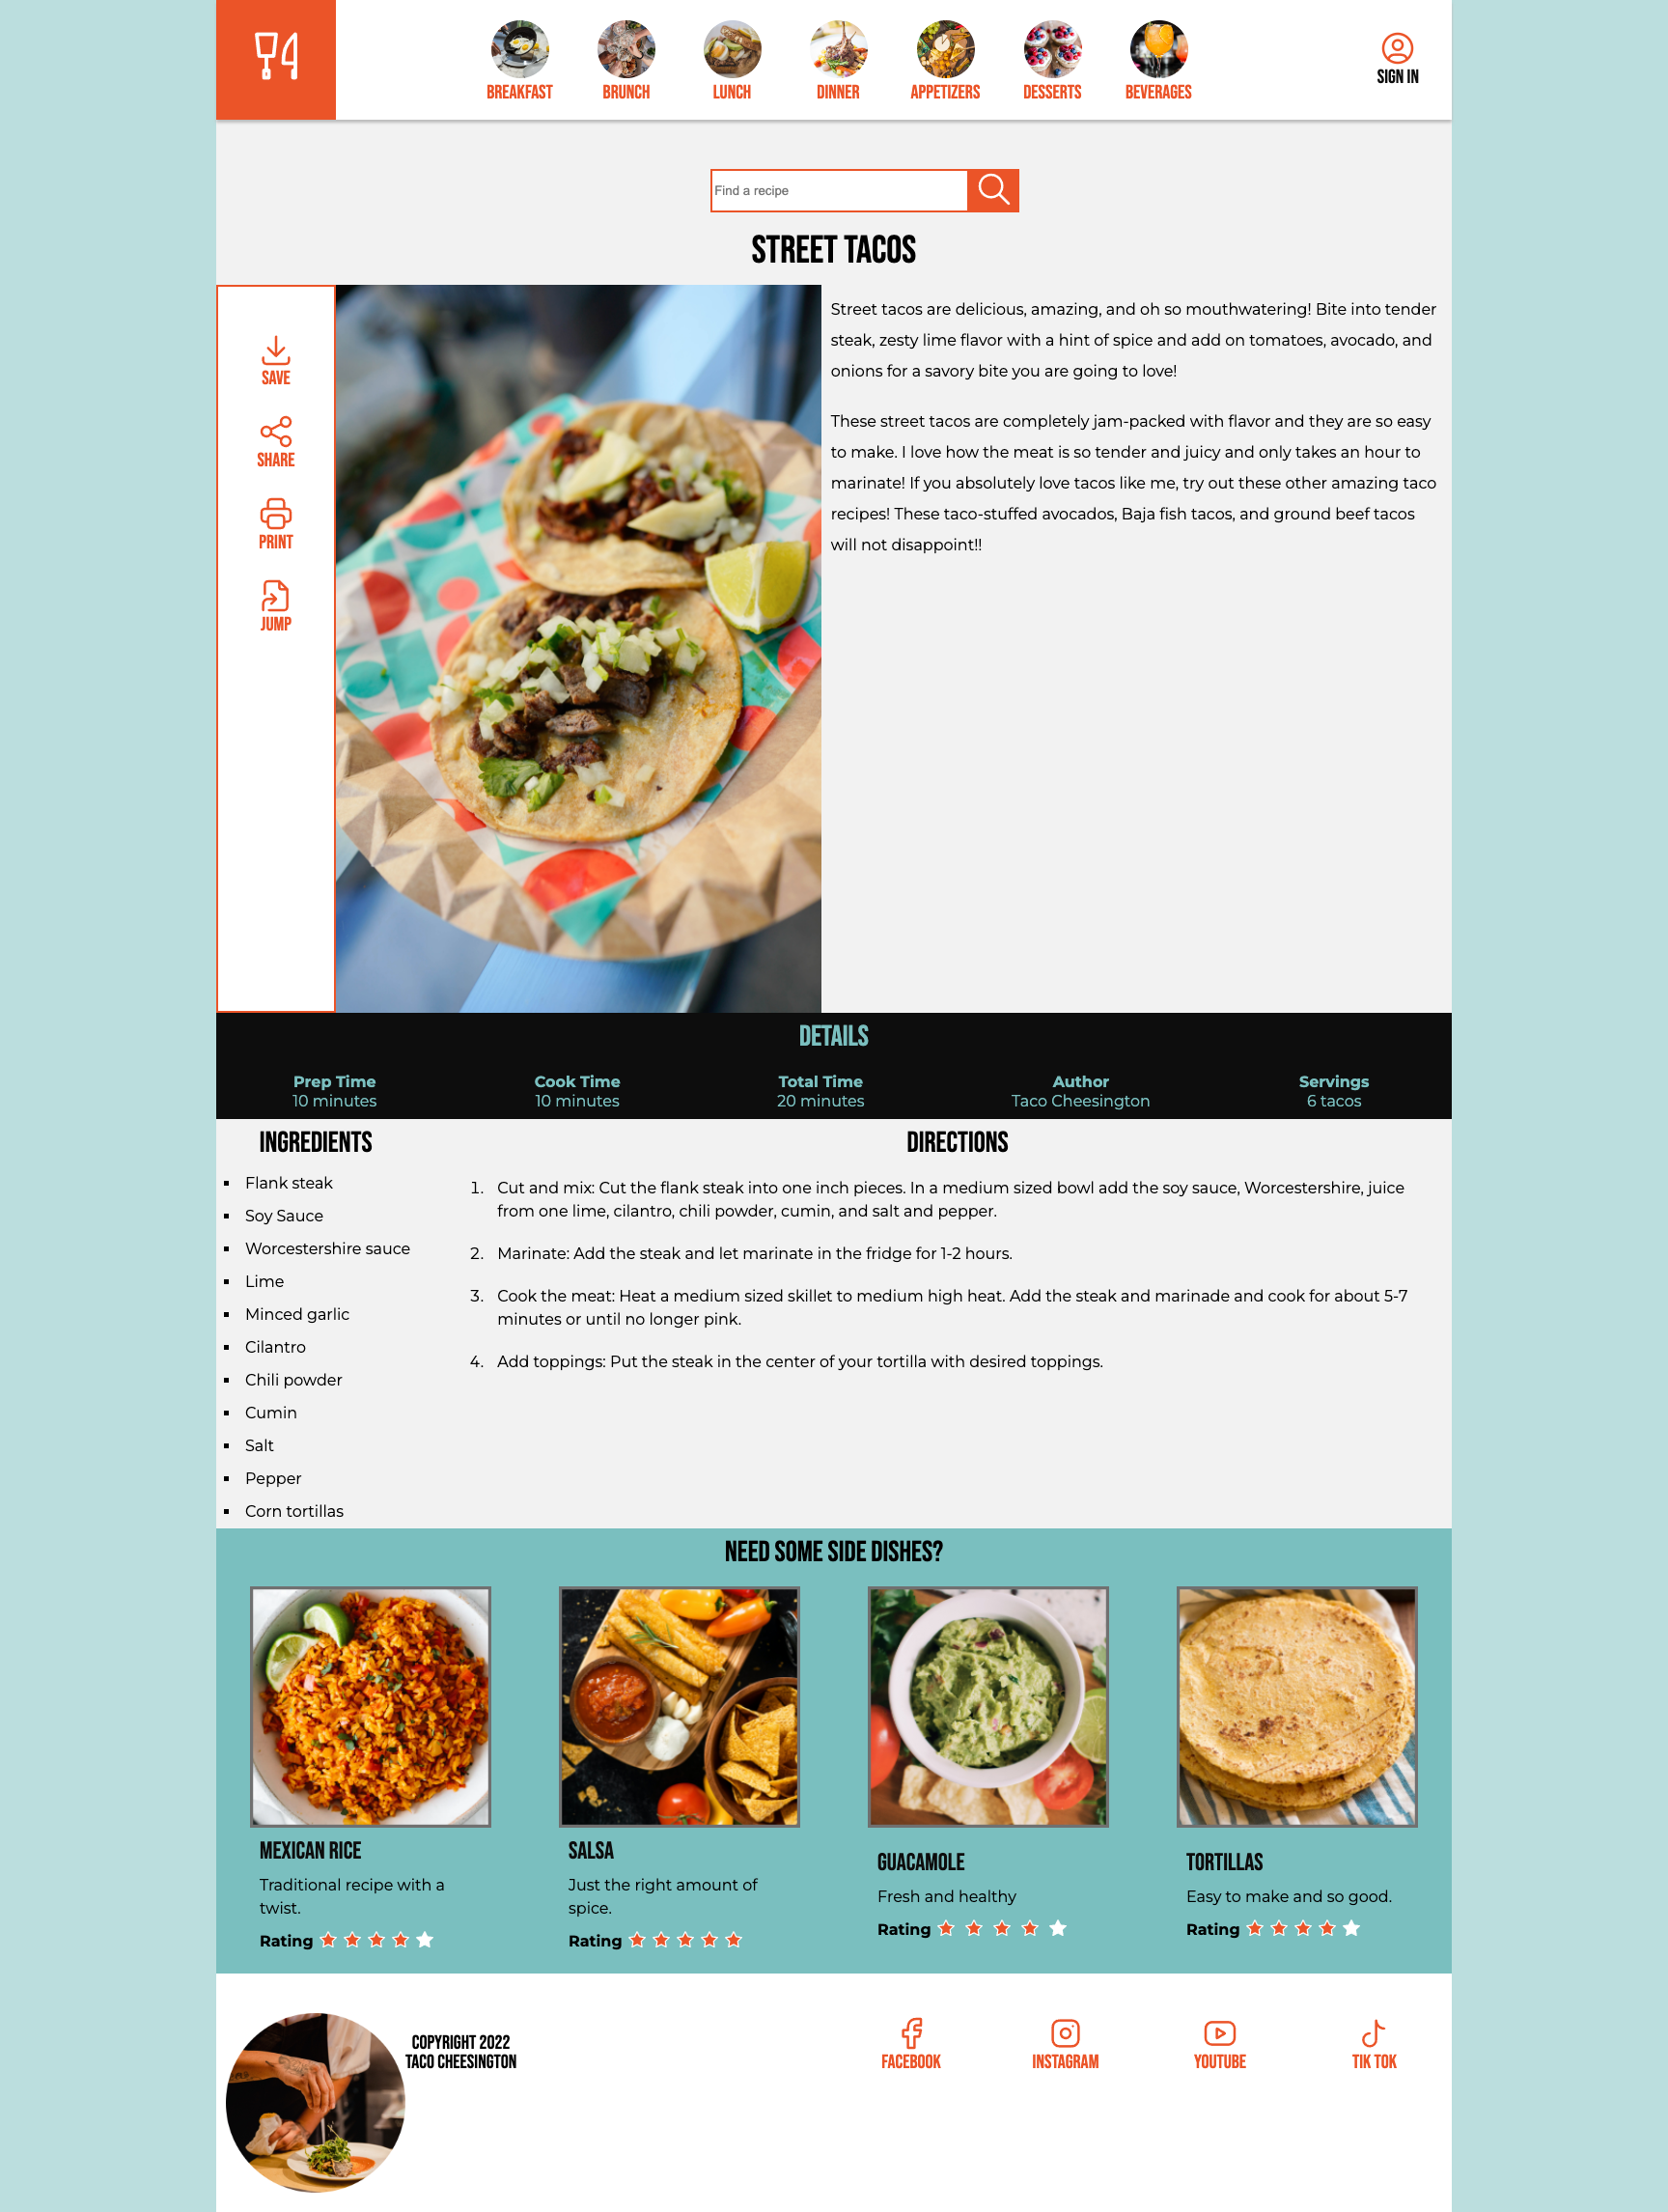 BREAKFAST
BRUNCH
LUNCH
DINNER
APPETIZERS
DESSERTS
BEVERAGES
SIGN IN
Find a recipe
STREET TACOS
SAVE
SHARE
PRINT
JUMP
Street tacos are delicious, amazing, and oh so mouthwatering! Bite into tender
steak, zesty lime flavor with a hint of spice and add on tomatoes, avocado, and
onions for a savory bite you are going to love!
These street tacos are completely jam-packed with flavor and they are so easy
to make. I love how the meat is so tender and juicy and only takes an hour to
marinate! If you absolutely love tacos like me, try out these other amazing taco
recipes! These taco-stuffed avocados, Baja fish tacos, and ground beef tacos
will not disappoint!!
DETAILS
Prep Time
10 minutes
Cook Time
10 minutes
Total Time
20 minutes
Author
Taco Cheesington
Servings
6 tacos
INGREDIENTS
Flank steak
Soy Sauce
Worcestershire sauce
Lime
Minced garlic
Cilantro
Chili powder
Cumin
Salt
Pepper
Corn tortillas
DIRECTIONS
1. Cut and mix: Cut the flank steak into one inch pieces. In a medium sized bowl add the soy sauce, Worcestershire, juice
from one lime, cilantro, chili powder, cumin, and salt and pepper.
2. Marinate: Add the steak and let marinate in the fridge for 1-2 hours.
3. Cook the meat: Heat a medium sized skillet to medium high heat. Add the steak and marinade and cook for about 5-7
minutes or until no longer pink.
4. Add toppings: Put the steak in the center of your tortilla with desired toppings.
NEED SOME SIDE DISHES?
MEXICAN RICE
Traditional recipe with a
twist.
Rating
SALSA
Just the right amount of
spice.
Rating
GUACAMOLE
Fresh and healthy
Rating
TORTILLAS
Easy to make and so good.
Rating
COPYRIGHT 2022
TACO CHEESINGTON
FACEBOOK
INSTAGRAM
YOUTUBE
TIK TOK